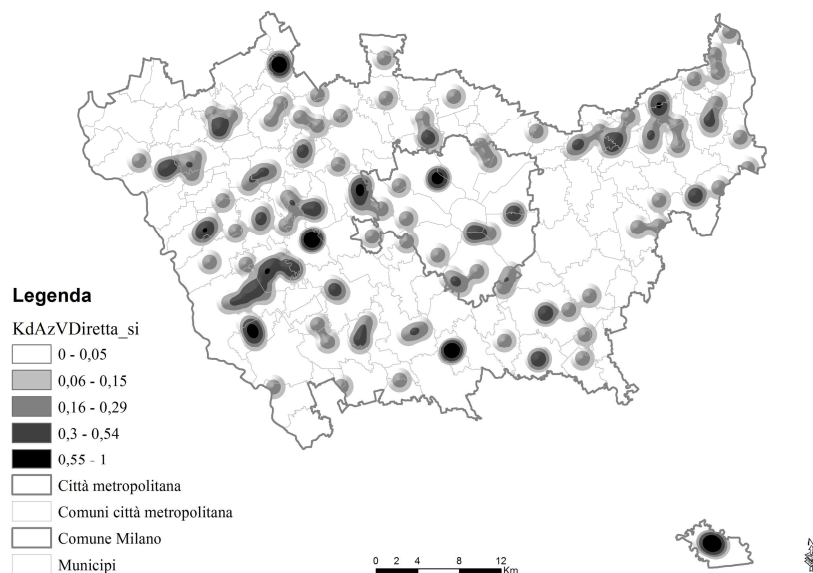 Legenda
KdAzVDiretta_si
0 - 0,05
0,06 - 0,15
0,16 - 0,29
0,3 - 0,54
0,55 - 1
Città metropolitana
Comuni città metropolitana
Comune Milano
Municipi
0 2 4 8 12
Km